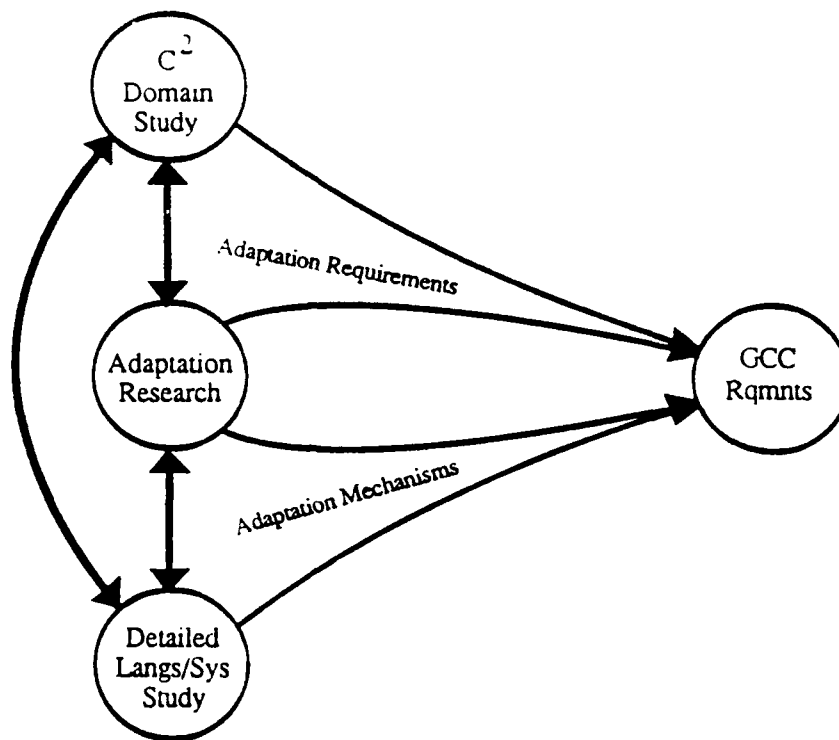 C²
Domain
Study
Adaptation Requirements
Adaptation
Research
GCC
Rqmnts
Adaptation Mechanisms
Detailed
Langs/Sys
Study